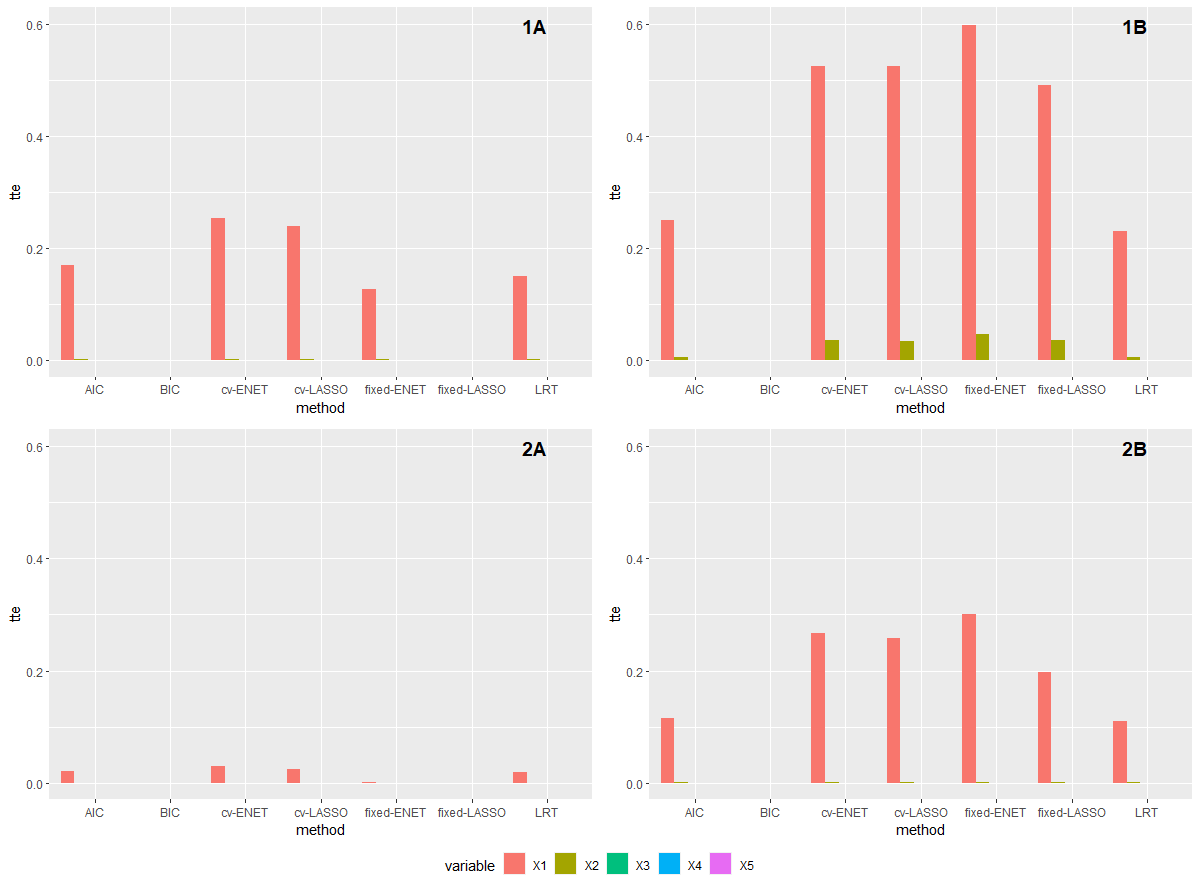 1A
0.6
0.4
0.2
0.0
tte
AIC BIC cv-ENET cv-LASSO fixed-ENET fixed-LASSO LRT
method
1B
0.6
0.4
0.2
0.0
tte
AIC BIC cv-ENET cv-LASSO fixed-ENET fixed-LASSO LRT
method
2A
0.6
0.4
0.2
0.0
tte
AIC BIC cv-ENET cv-LASSO fixed-ENET fixed-LASSO LRT
method
2B
0.6
0.4
0.2
0.0
tte
AIC BIC cv-ENET cv-LASSO fixed-ENET fixed-LASSO LRT
method
variable X1 X2 X3 X4 X5